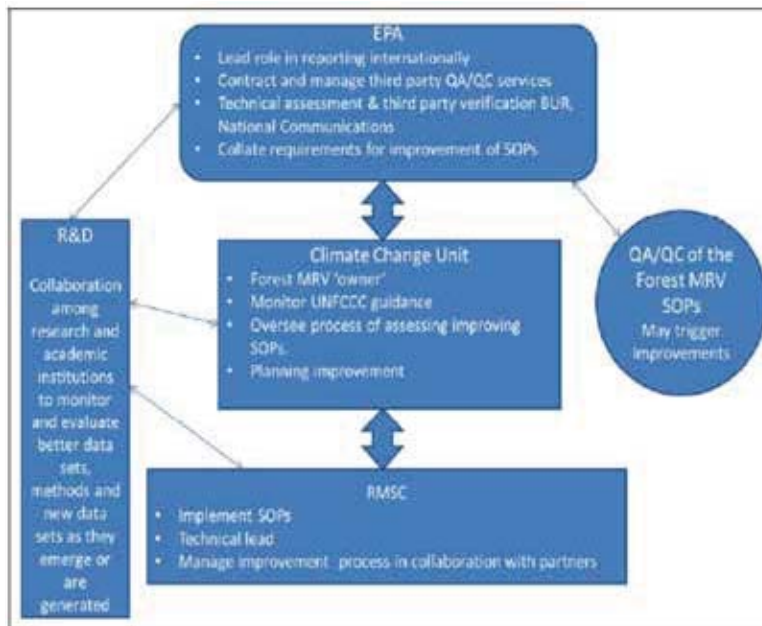 EPA
• Lead role in reporting internationally
• Contract and manage third party QA/QC services
• Technical assessment & third party verification BUR,
National Communications
• Collate requirements for improvement of SOPs
R&D
Collaboration
among
research and
academic
institutions
to monitor
and evaluate
better data
sets,
methods and
new data
sets as they
emerge or
are
generated
Climate Change Unit
• Forest MRV 'owner'
• Monitor UNFCCC guidance
• Oversee process of assessing improving
SOPs.
• Planning improvement
QA/QC of the
Forest MRV
SOPs
May trigger
improvements
RMSC
• Implement SOPs
• Technical lead
• Manage improvement process in collaboration with partners